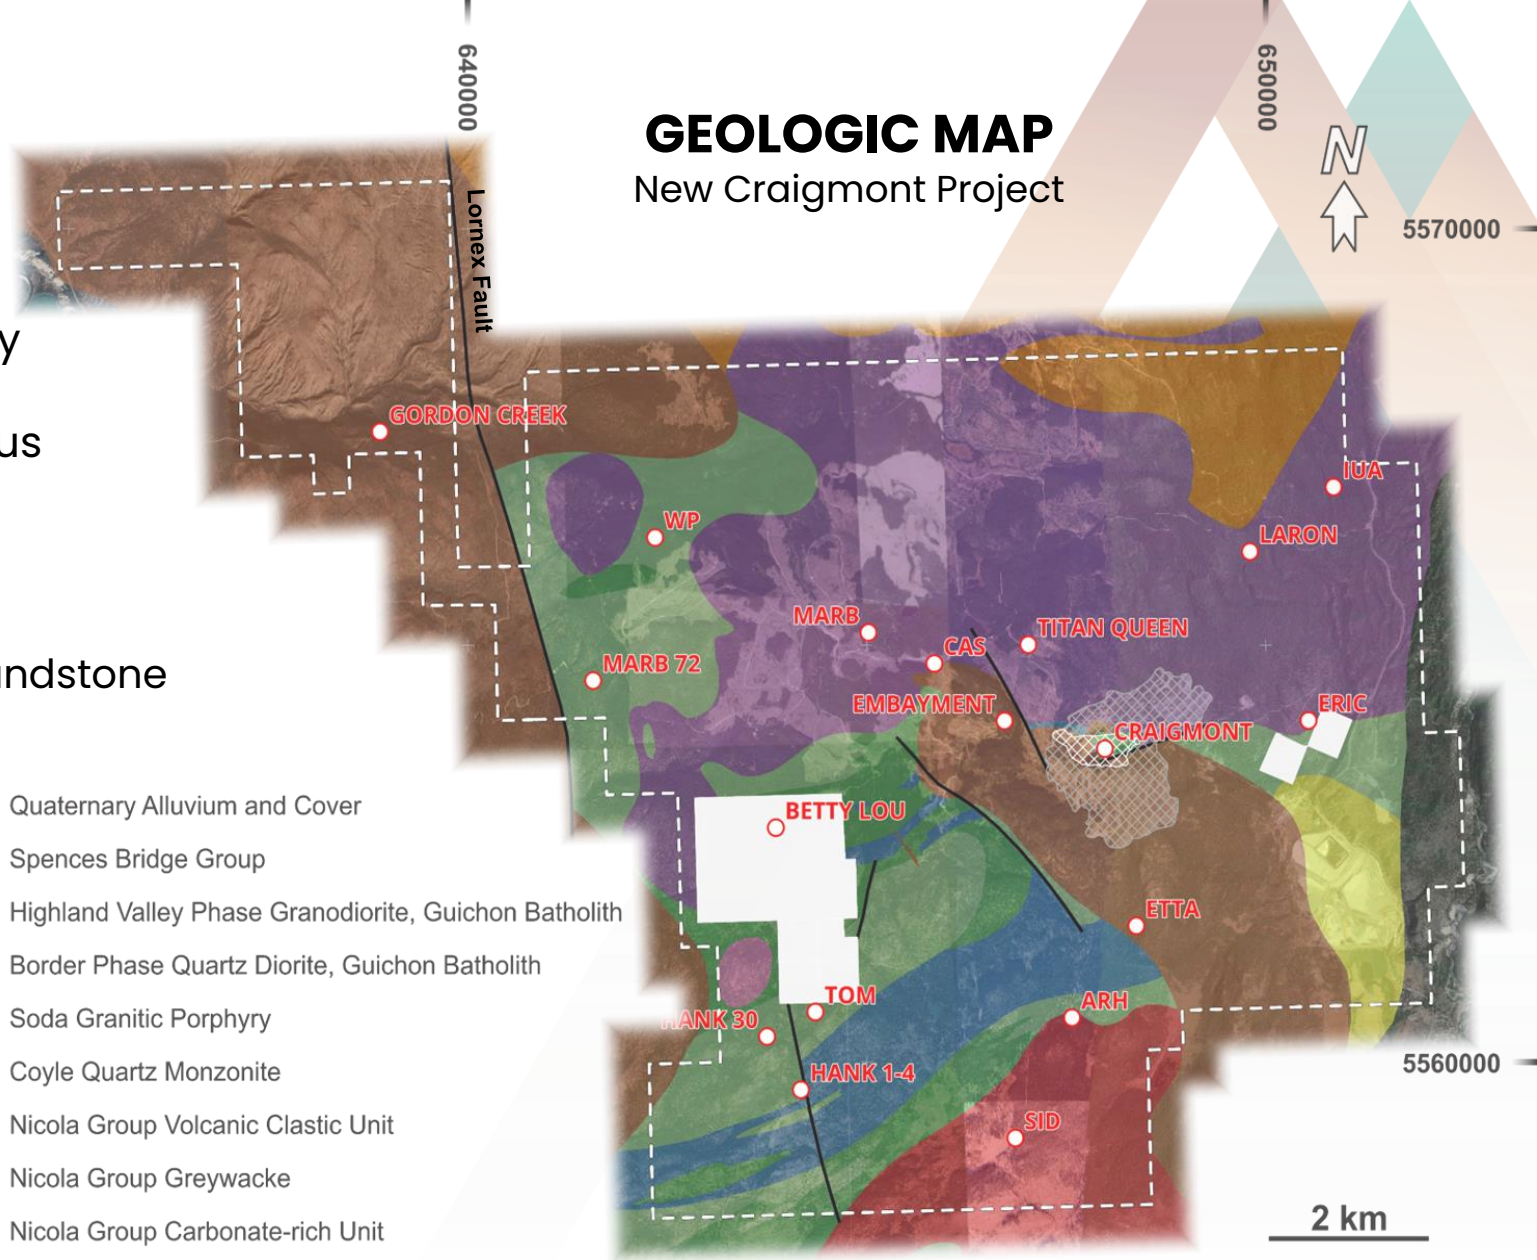 640000
650000
GEOLOGIC MAP
New Craigmont Project
N
5570000
Lornex Fault
y
us
GORDON CREEK
IUA
WP
LARON
MARB
TITAN QUEEN
CAS
MARB 72
ndstone
EMBAYMENT
ERIC
CRAIGMONT
BETTY LOU
Quaternary Alluvium and Cover
Spences Bridge Group
Highland Valley Phase Granodiorite, Guichon Batholith
ETTA
Border Phase Quartz Diorite, Guichon Batholith
TOM
ARH
Soda Granitic Porphyry
HANK 30
5560000
Coyle Quartz Monzonite
HANK 1-4
Nicola Group Volcanic Clastic Unit
SID
Nicola Group Greywacke
2 km
Nicola Group Carbonate-rich Unit